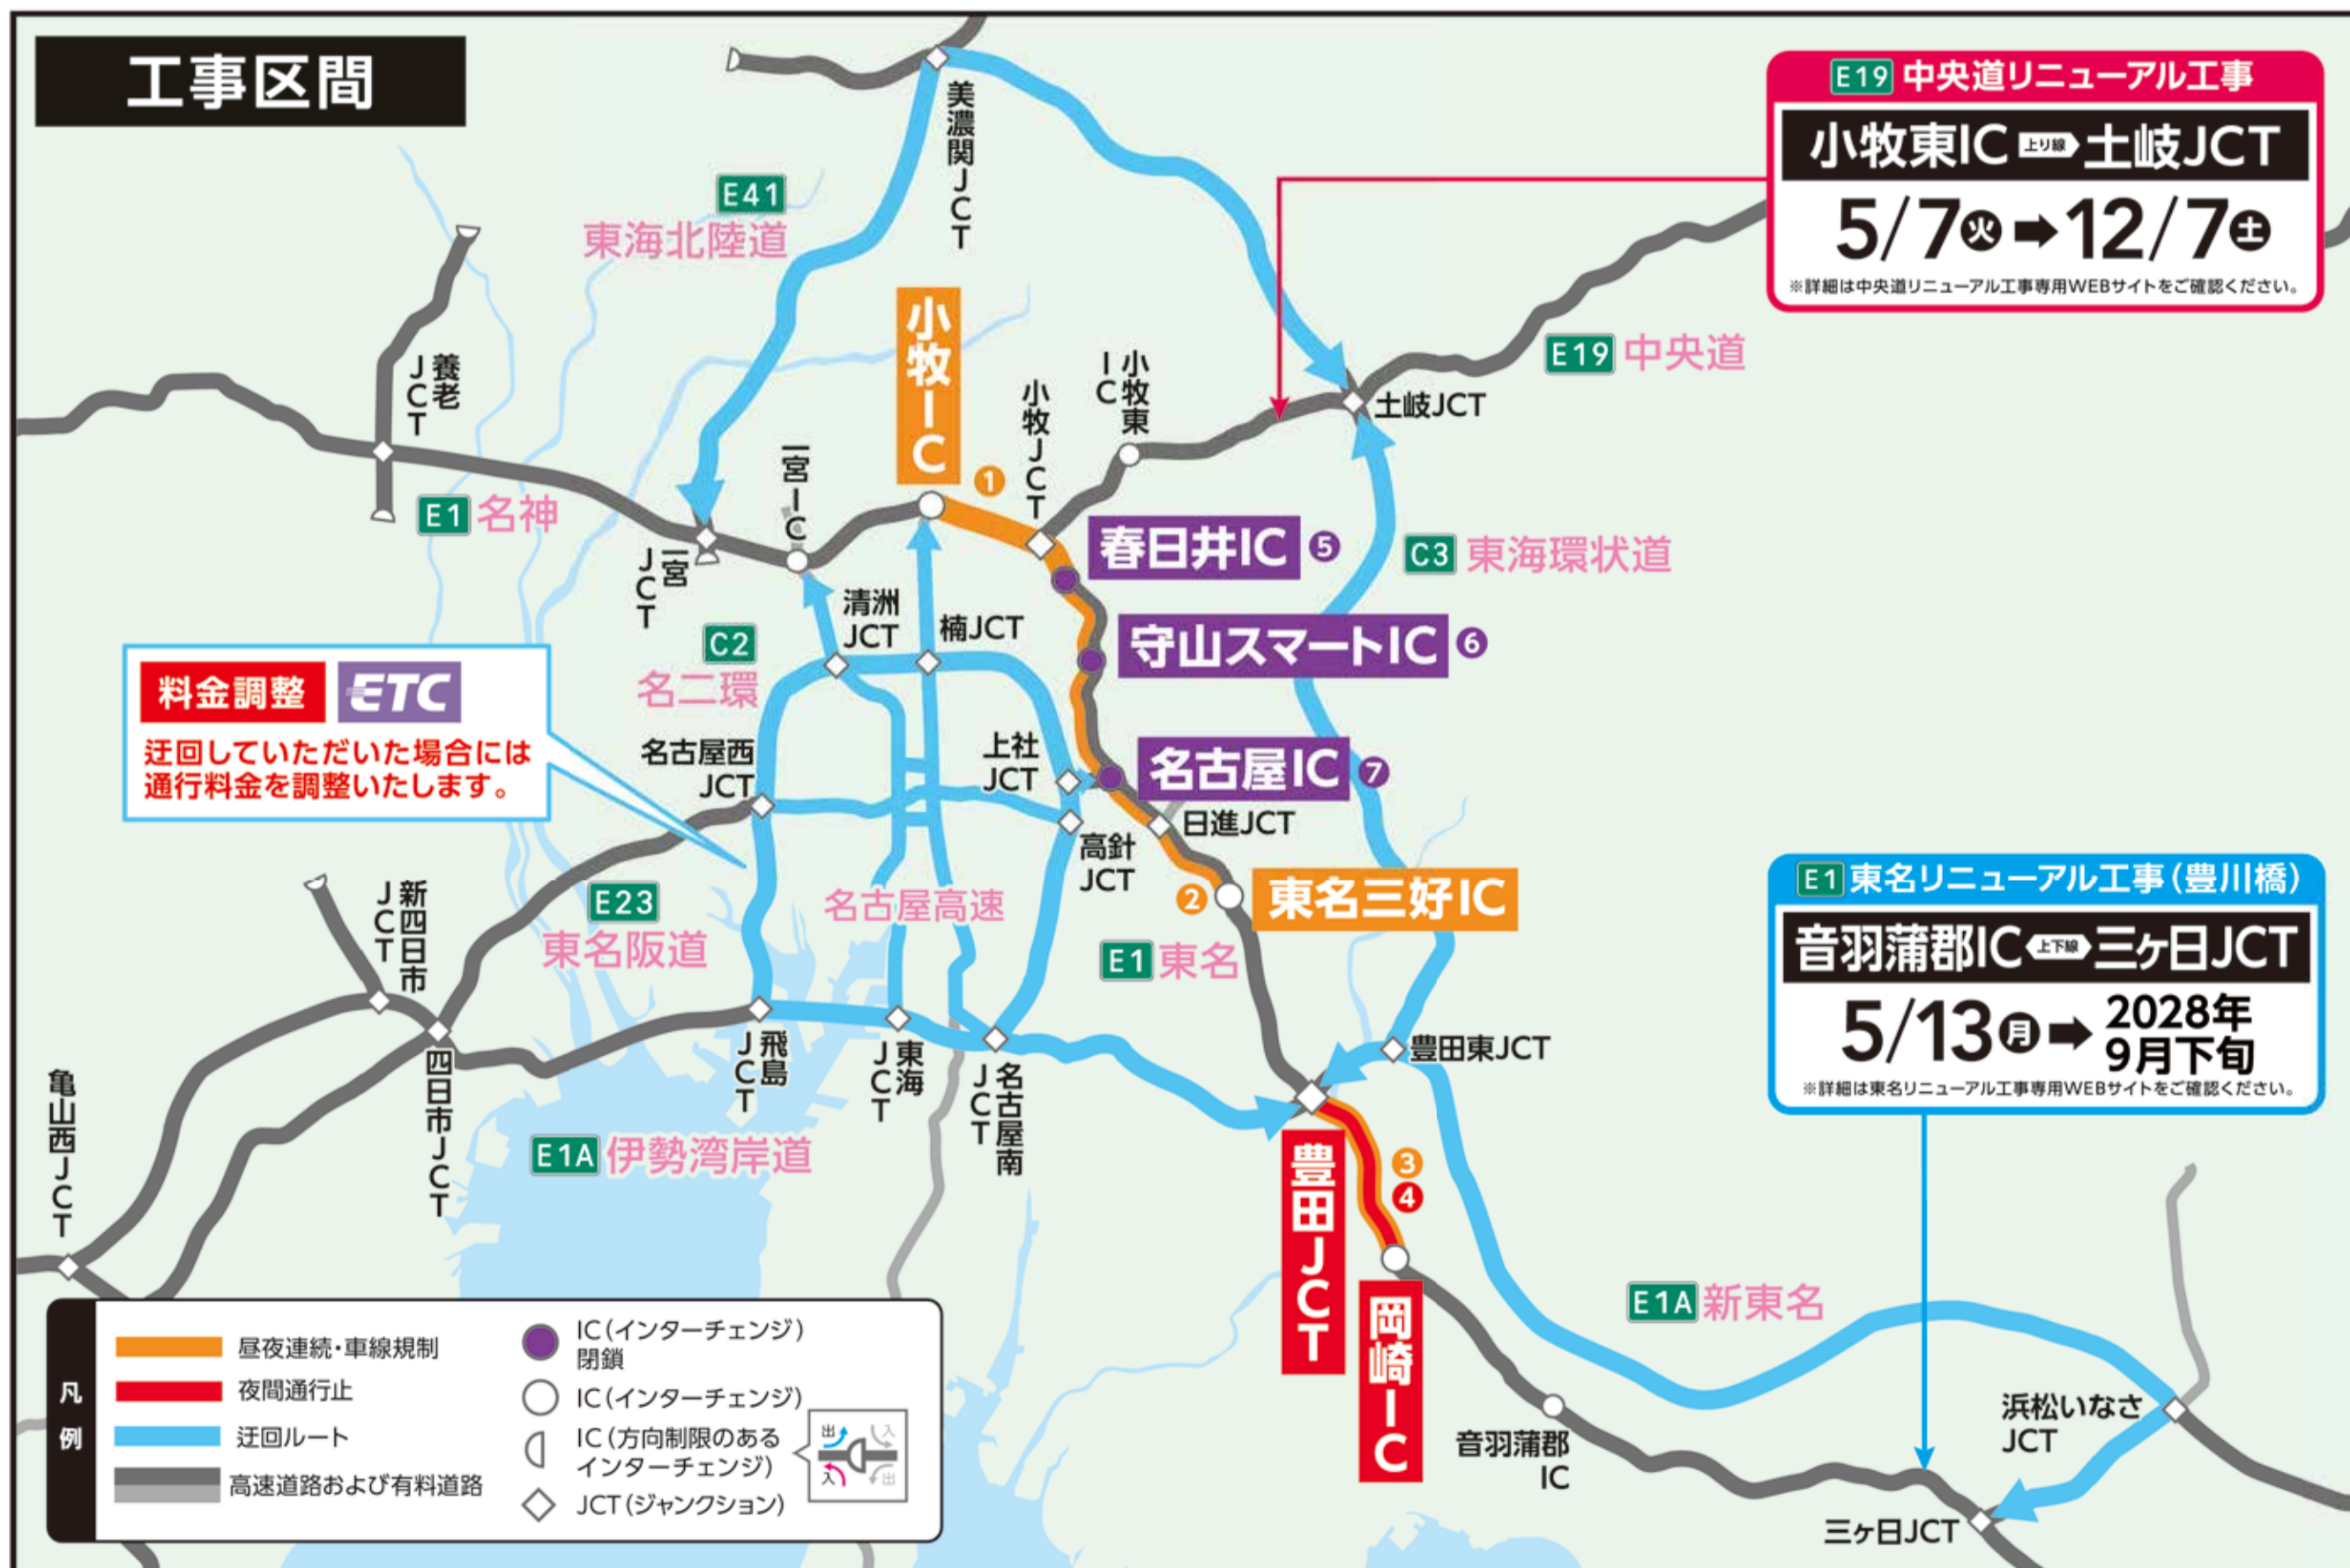 工事区間
E19 中央道リニューアル工事
小牧東IC 上り線 土岐JCT
5/7火➡12/7土
※詳細は中央道リニューアル工事専用WEBサイトをご確認ください。
美濃関JCT
E41
東海北陸道
小牧IC
①
小牧JCT
小牧東IC
E19 中央道
土岐JCT
養老JCT
E1 名神
一宮IC
一宮JCT
春日井IC ⑤
C3 東海環状道
清洲JCT
楠JCT
守山スマートIC ⑥
C2
名二環
料金調整 ETC
迂回していただいた場合には
通行料金を調整いたします。
名古屋西
JCT
上社
JCT
名古屋IC ⑦
日進JCT
高針
JCT
② 東名三好IC
名古屋高速
E23
東名阪道
新四日市JCT
E1 東名
E1 東名リニューアル工事(豊川橋)
音羽蒲郡IC 上下線 三ヶ日JCT
5/13月➡2028年
9月下旬
※詳細は東名リニューアル工事専用WEBサイトをご確認ください。
豊田東JCT
飛島JCT
東海JCT
名古屋南JCT
四日市JCT
亀山西JCT
E1A 伊勢湾岸道
豊田JCT
③
④
岡崎IC
E1A 新東名
音羽蒲郡
IC
浜松いなさ
JCT
三ヶ日JCT
凡例
昼夜連続・車線規制
夜間通行止
迂回ルート
高速道路および有料道路
IC(インターチェンジ)
閉鎖
IC(インターチェンジ)
IC(方向制限のある
インターチェンジ)
JCT(ジャンクション)
出 入
入 出